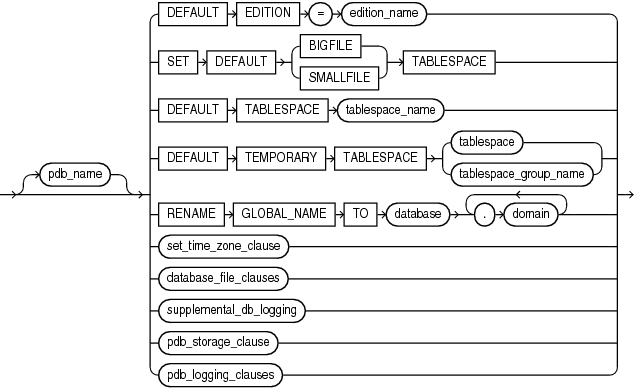 DEFAULT EDITION = edition_name
SET DEFAULT BIGFILE TABLESPACE
SMALLFILE
DEFAULT TABLESPACE tablespace_name
DEFAULT TEMPORARY TABLESPACE tablespace
tablespace_group_name
pdb_name
RENAME GLOBAL_NAME TO database . domain
set_time_zone_clause
database_file_clauses
supplemental_db_logging
pdb_storage_clause
pdb_logging_clauses